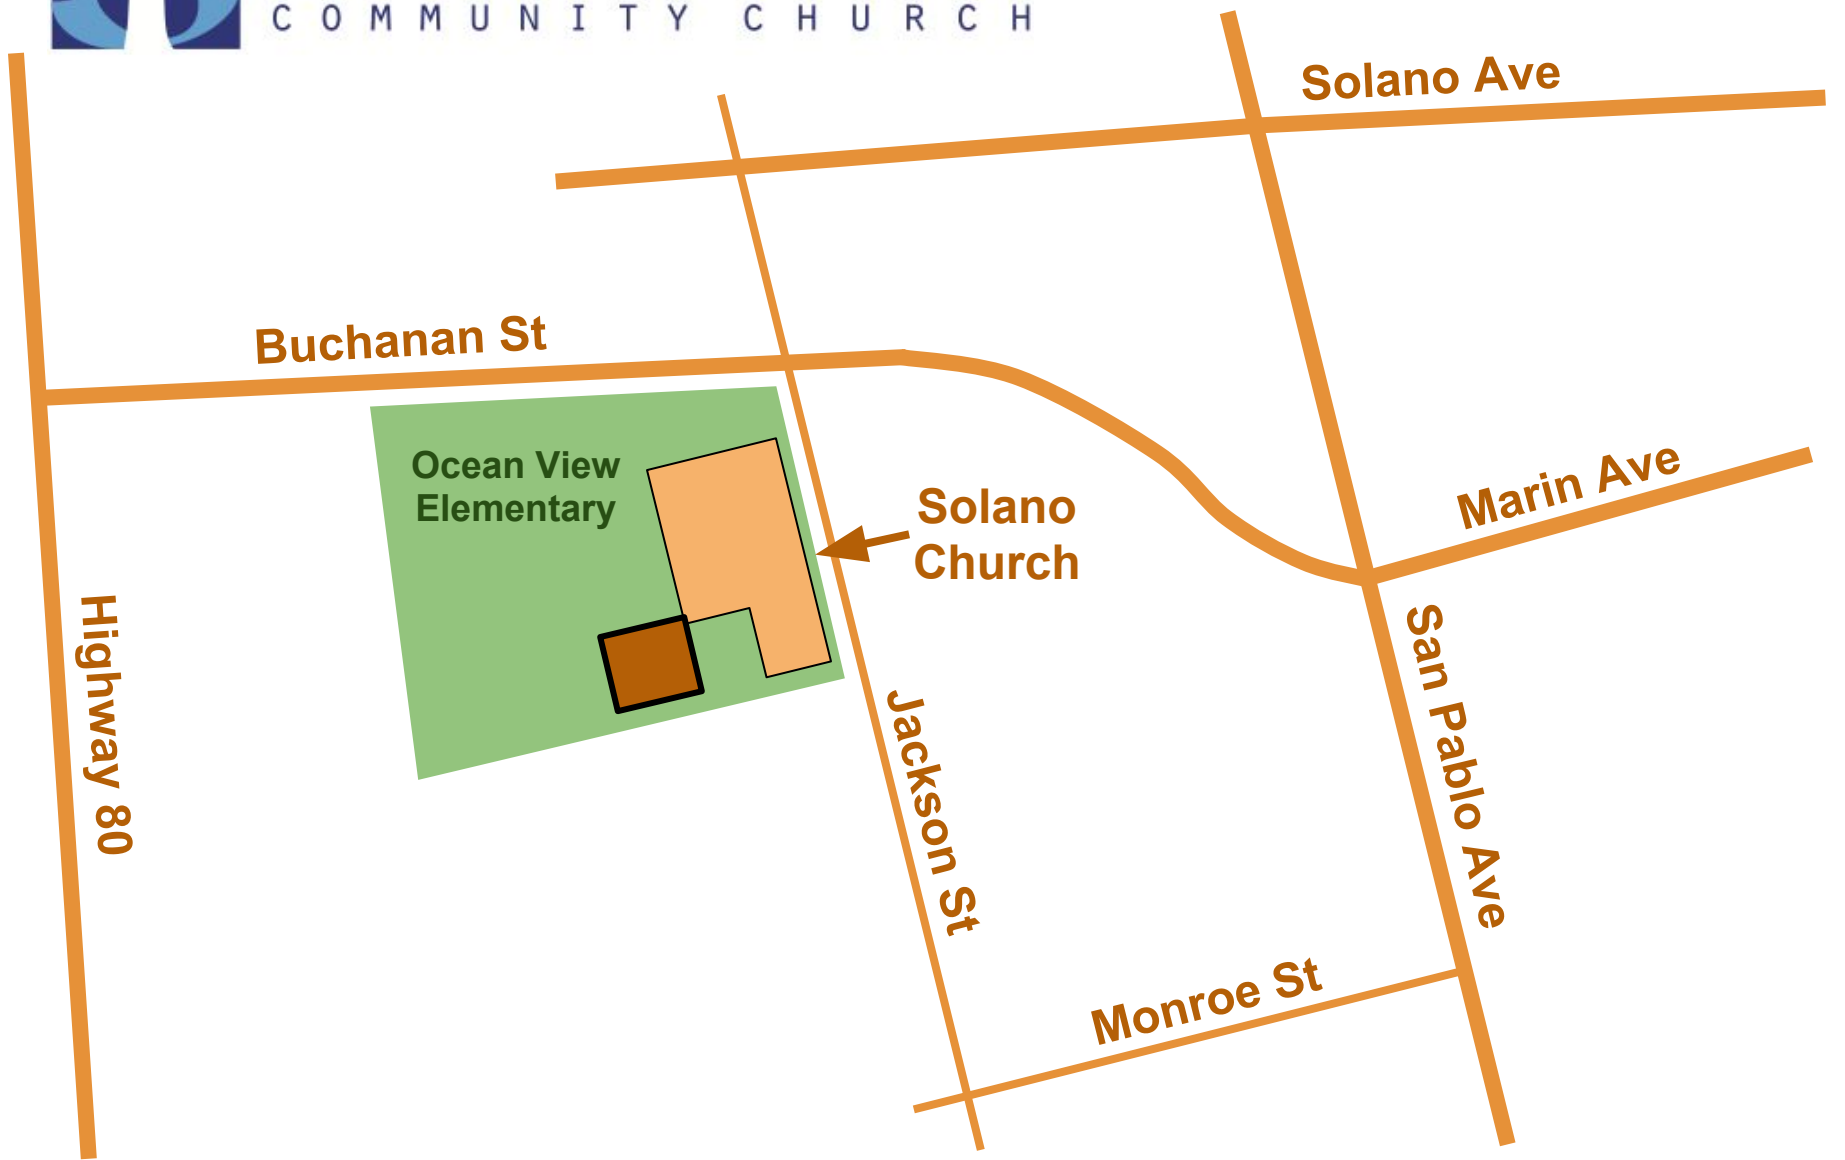 COMMUNITY CHURCH
Solano Ave
Buchanan St
Ocean View
Elementary
Solano
Church
Marin Ave
Highway 80
San Pablo Ave
Jackson St
Monroe St